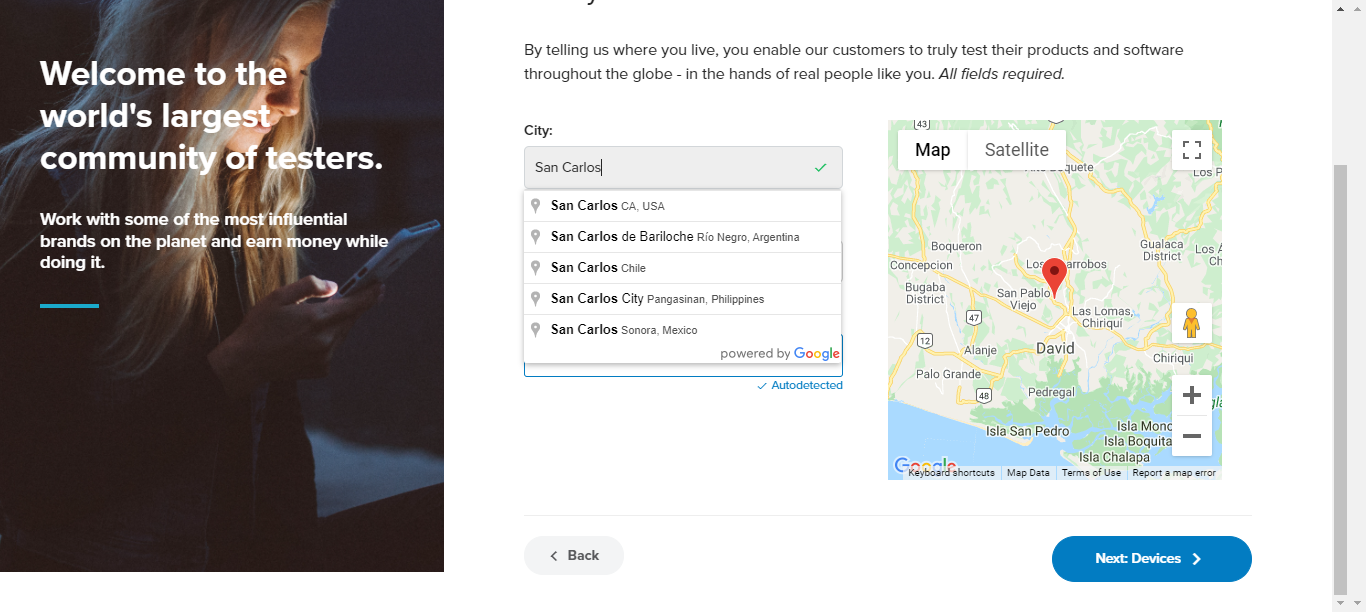 Welcome to the
world's largest
community of testers.
Work with some of the most influential
brands on the planet and earn money while
doing it.
By telling us where you live, you enable our customers to truly test their products and software
throughout the globe - in the hands of real people like you. All fields required.
City:
San Carlos
San Carlos CA, USA
San Carlos de Bariloche Río Negro, Argentina
San Carlos Chile
San Carlos City Pangasinan, Philippines
San Carlos Sonora, Mexico
powered by Google
Autodetected
Map
Satellite
43
Boquete
Los P
Boqueron
Gualaca
District
Los A
Concepcion
Los Algarrobos
Bugaba
District
San Pablo
Viejo
Las Lomas,
Chiriquí
47
12
Alanje
David
Chiriqui
Palo Grande
48
Pedregal
Isla San Pedro
Isla Mono
Isla Boquita
Isla Chalapa
Google
Keyboard shortcuts
Map Data
Terms of Use
Report a map error
Back
Next: Devices